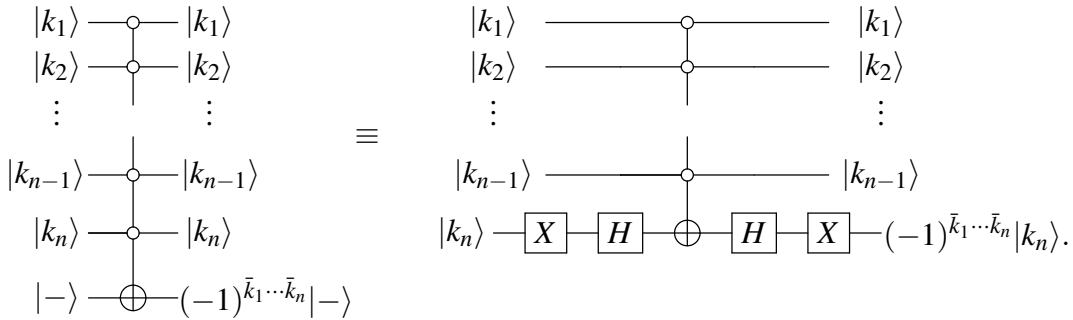 |k₁⟩ |k₁⟩ |k₁⟩ |k₁⟩
|k₂⟩ |k₂⟩ |k₂⟩ |k₂⟩
⋮ ⋮ ≡ ⋮ ⋮
|kₙ₋₁⟩ |kₙ₋₁⟩ |kₙ₋₁⟩ |kₙ₋₁⟩
|kₙ⟩ |kₙ⟩ |kₙ⟩ X H H X (−1)^{k̄₁⋯k̄ₙ}|kₙ⟩.
|−⟩ (−1)^{k̄₁⋯k̄ₙ}|−⟩